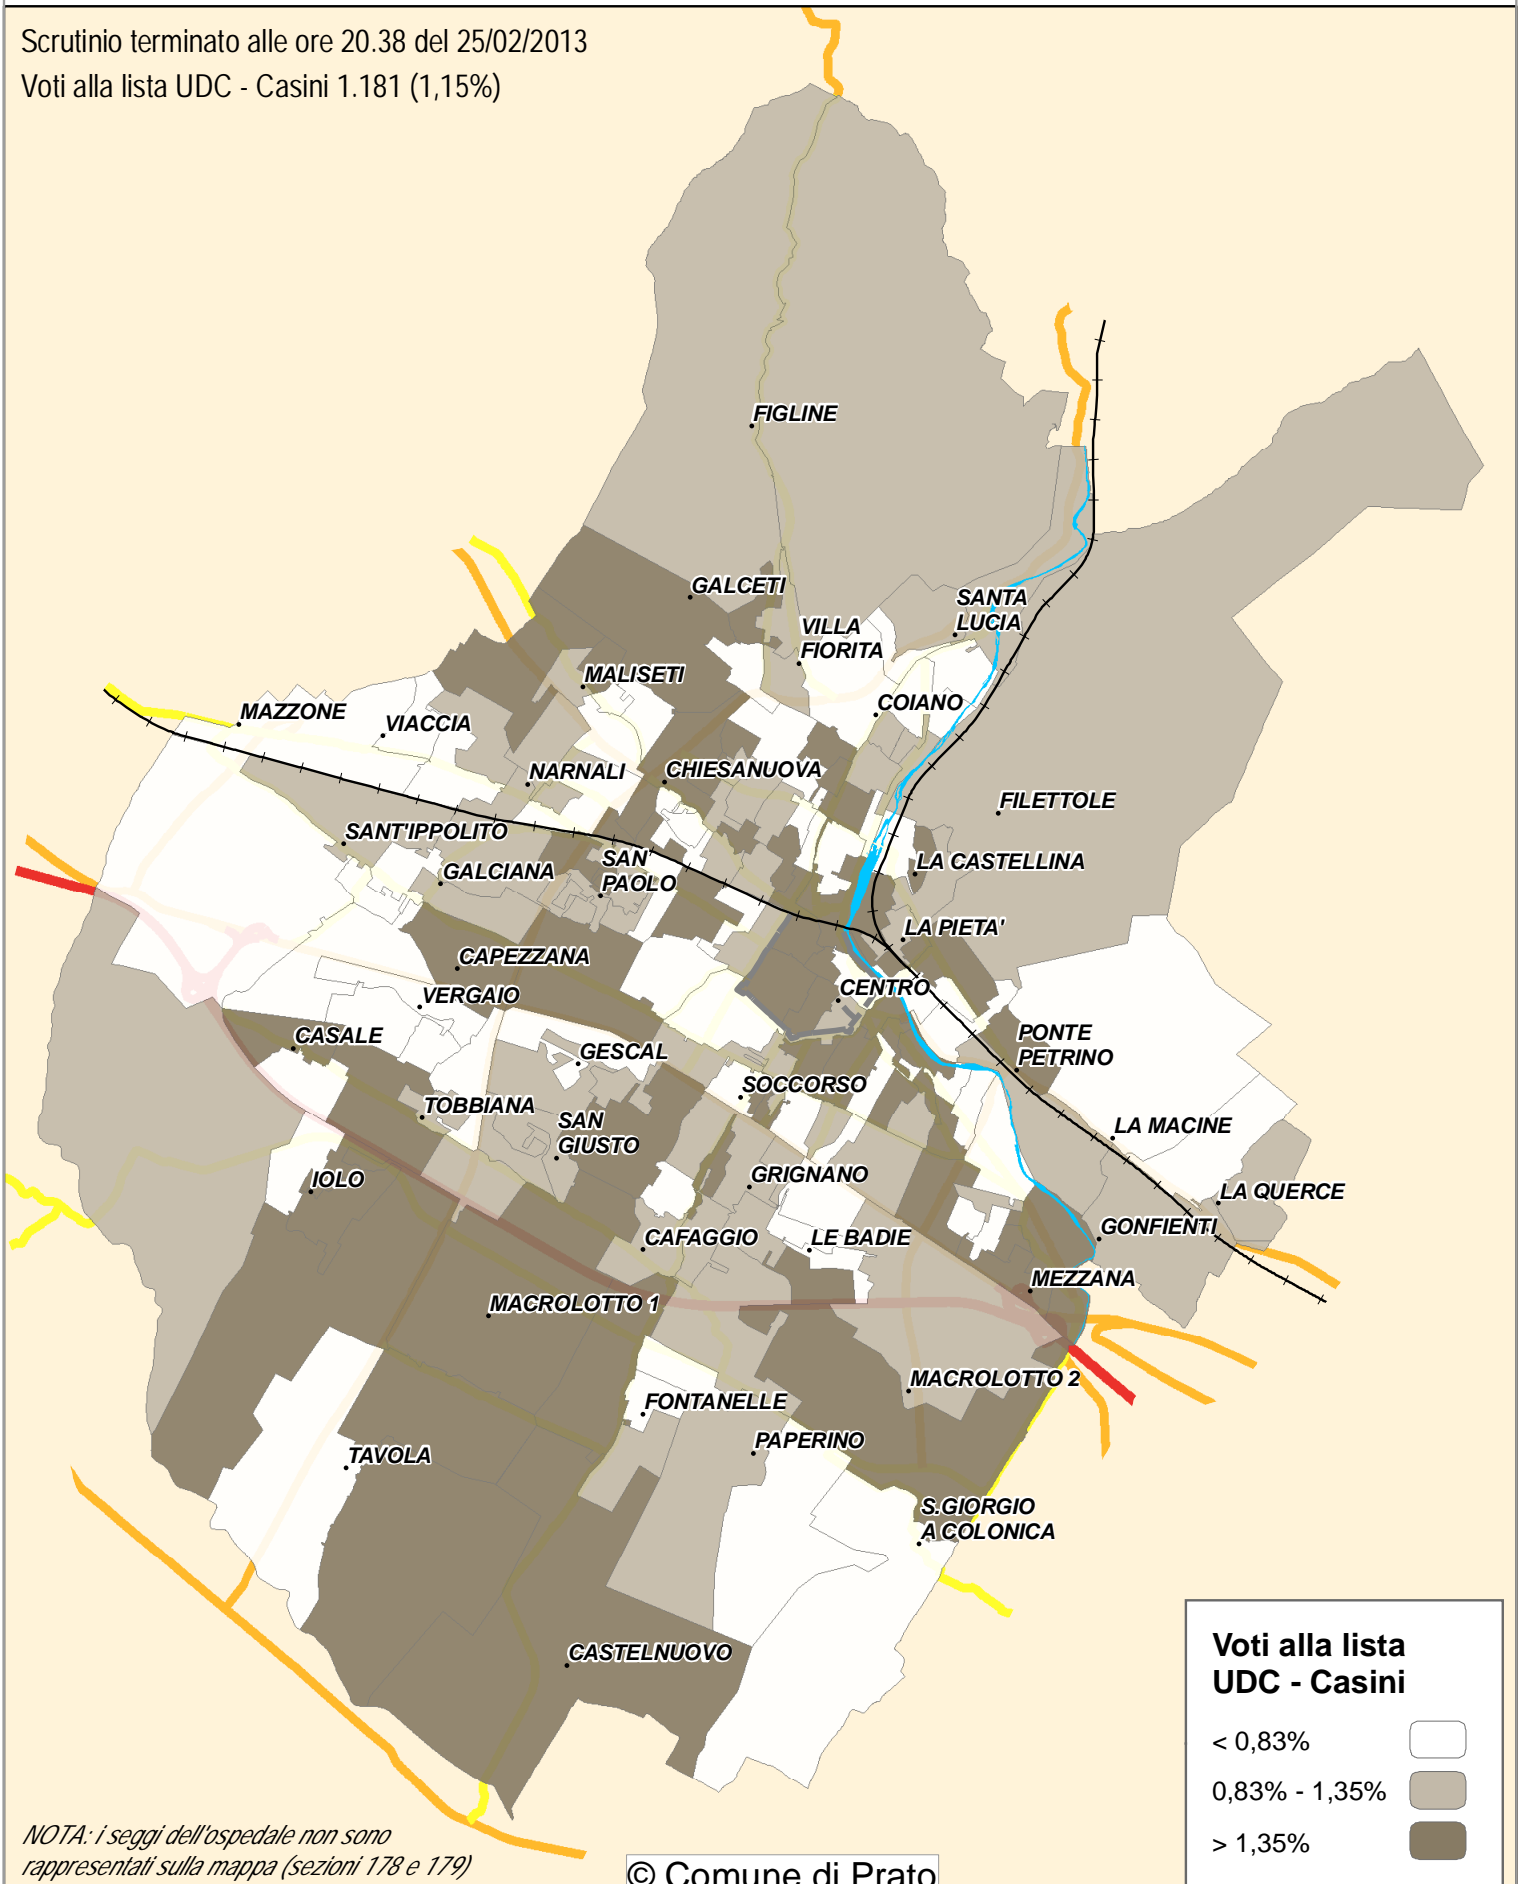 Scrutinio terminato alle ore 20.38 del 25/02/2013
Voti alla lista UDC - Casini 1.181 (1,15%)
FIGLINE
GALCETI
SANTA
LUCIA
VILLA
FIORITA
MALISETI
COIANO
MAZZONE
VIACCIA
NARNALI
CHIESANUOVA
FILETTOLE
SANT'IPPOLITO
GALCIANA
SAN
PAOLO
LA CASTELLINA
LA PIETA'
CAPEZZANA
VERGAIO
CENTRO
CASALE
GESCAL
PONTE
PETRINO
SOCCORSO
TOBBIANA
SAN
GIUSTO
LA MACINE
IOLO
GRIGNANO
LA QUERCE
CAFAGGIO
LE BADIE
GONFIENTI
MEZZANA
MACROLOTTO 1
MACROLOTTO 2
FONTANELLE
PAPERINO
TAVOLA
S.GIORGIO
A COLONICA
CASTELNUOVO
Voti alla lista
UDC - Casini
< 0,83%
0,83% - 1,35%
> 1,35%
NOTA: i seggi dell'ospedale non sono
rappresentati sulla mappa (sezioni 178 e 179)
© Comune di Prato